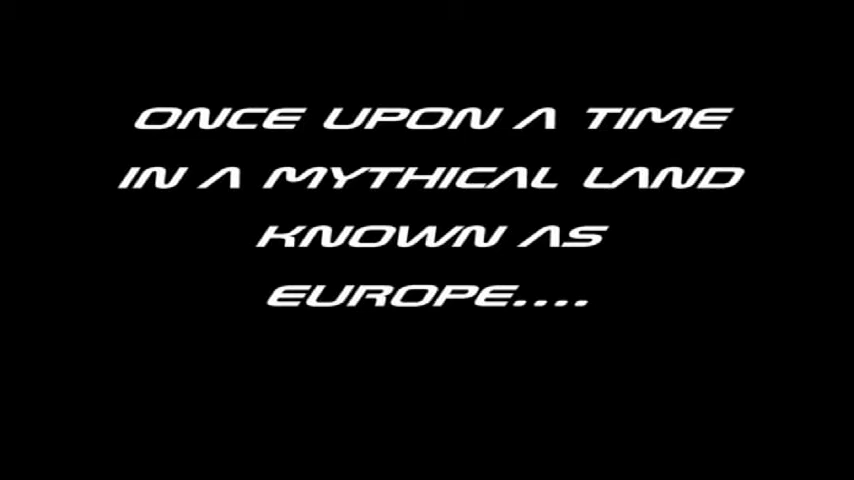 ONCE UPON A TIME
IN A MYTHICAL LAND
KNOWN AS
EUROPE....